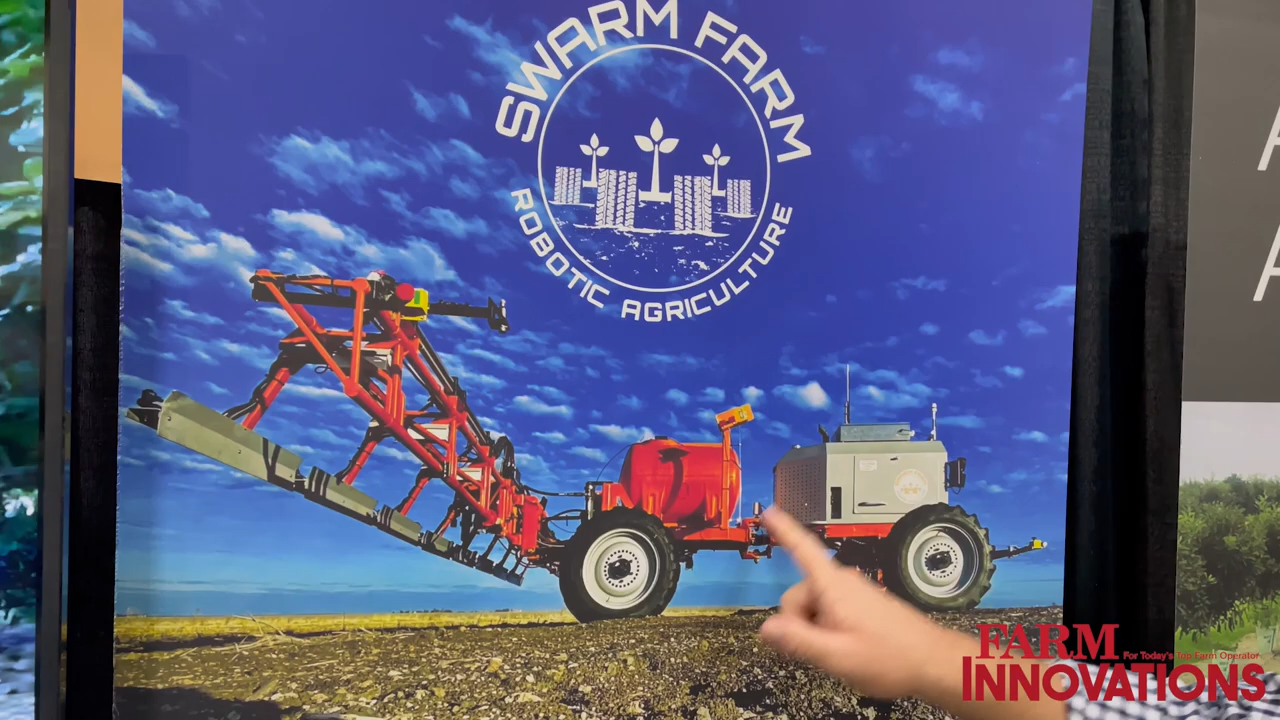 SWARM FARM
ROBOTIC AGRICULTURE
FARM
For Today's Top Farm Operator
INNOVATIONS